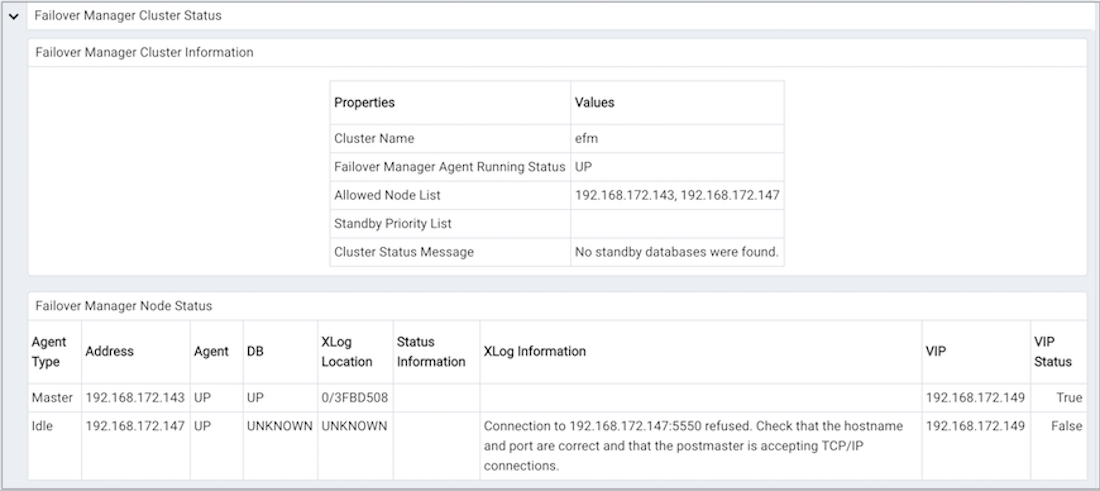 Failover Manager Cluster Status
Failover Manager Cluster Information
Properties Values
Cluster Name efm
Failover Manager Agent Running Status UP
Allowed Node List 192.168.172.143, 192.168.172.147
Standby Priority List
Cluster Status Message No standby databases were found.
Failover Manager Node Status
Agent Type Address Agent DB XLog Location Status Information XLog Information VIP VIP Status
Master 192.168.172.143 UP UP 0/3FBD508 192.168.172.149 True
Idle 192.168.172.147 UP UNKNOWN UNKNOWN Connection to 192.168.172.147:5550 refused. Check that the hostname 192.168.172.149 False
and port are correct and that the postmaster is accepting TCP/IP
connections.